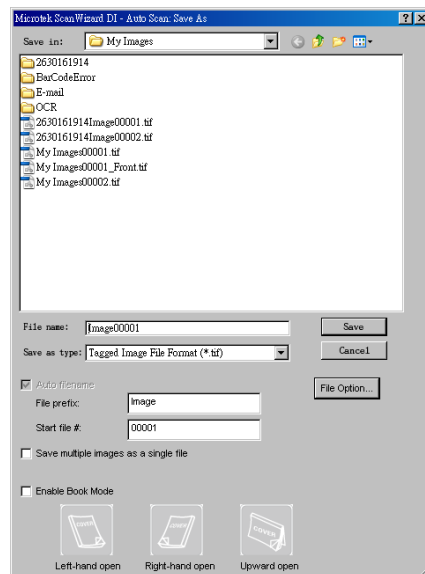 Microtek ScanWizard DI - Auto Scan: Save As
Save in: My Images
2630161914
BarCodeError
E-mail
OCR
2630161914Image00001.tif
2630161914Image00002.tif
My Images00001.tif
My Images00001_Front.tif
My Images00002.tif
File name: Image00001 Save
Save as type: Tagged Image File Format (*.tif) Cancel
Auto filename File Option...
File prefix: Image
Start file #: 00001
Save multiple images as a single file
Enable Book Mode
COVER COVER COVER
Left-hand open Right-hand open Upward open